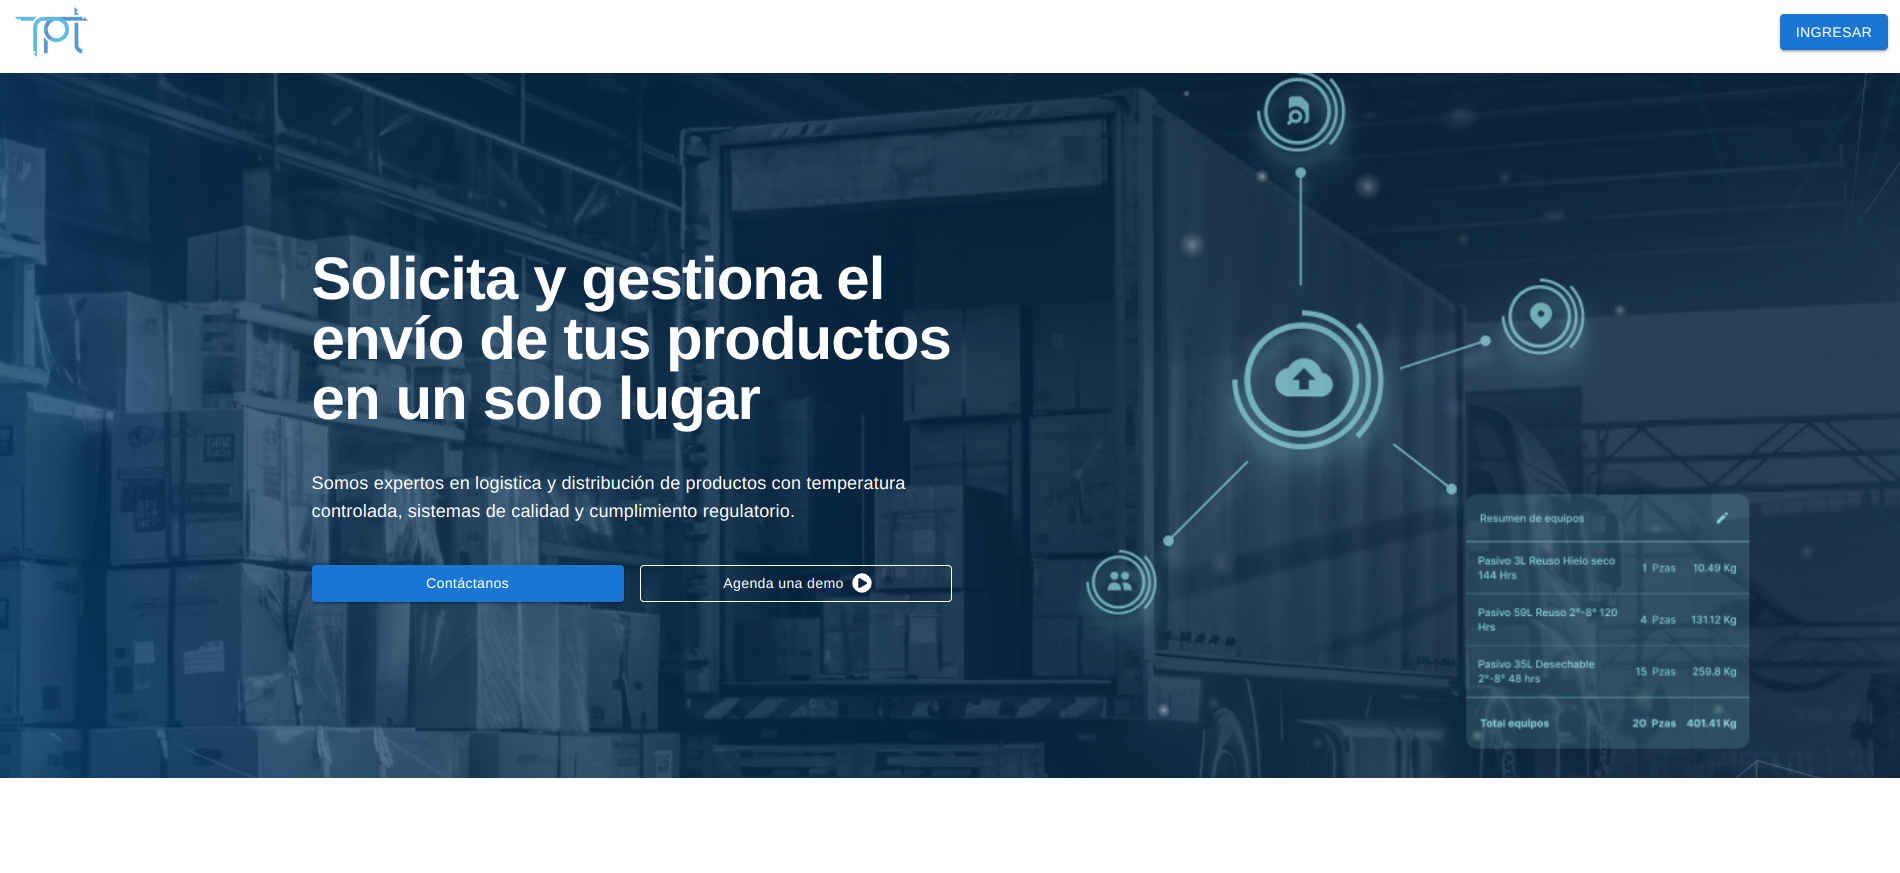 TPT
INGRESAR
Solicita y gestiona el
envío de tus productos
en un solo lugar
Somos expertos en logistica y distribución de productos con temperatura
controlada, sistemas de calidad y cumplimiento regulatorio.
Contáctanos
Agenda una demo
Resumen de equipos
Pasivo 3L Reuso Hielo seco
144 Hrs
1 Pzas 10.49 Kg
Pasivo 59L Reuso 2°-8° 120
Hrs
4 Pzas 131.12 Kg
Pasivo 35L Desechable
2°-8° 48 hrs
15 Pzas 259.8 Kg
Total equipos 20 Pzas 401.41 Kg